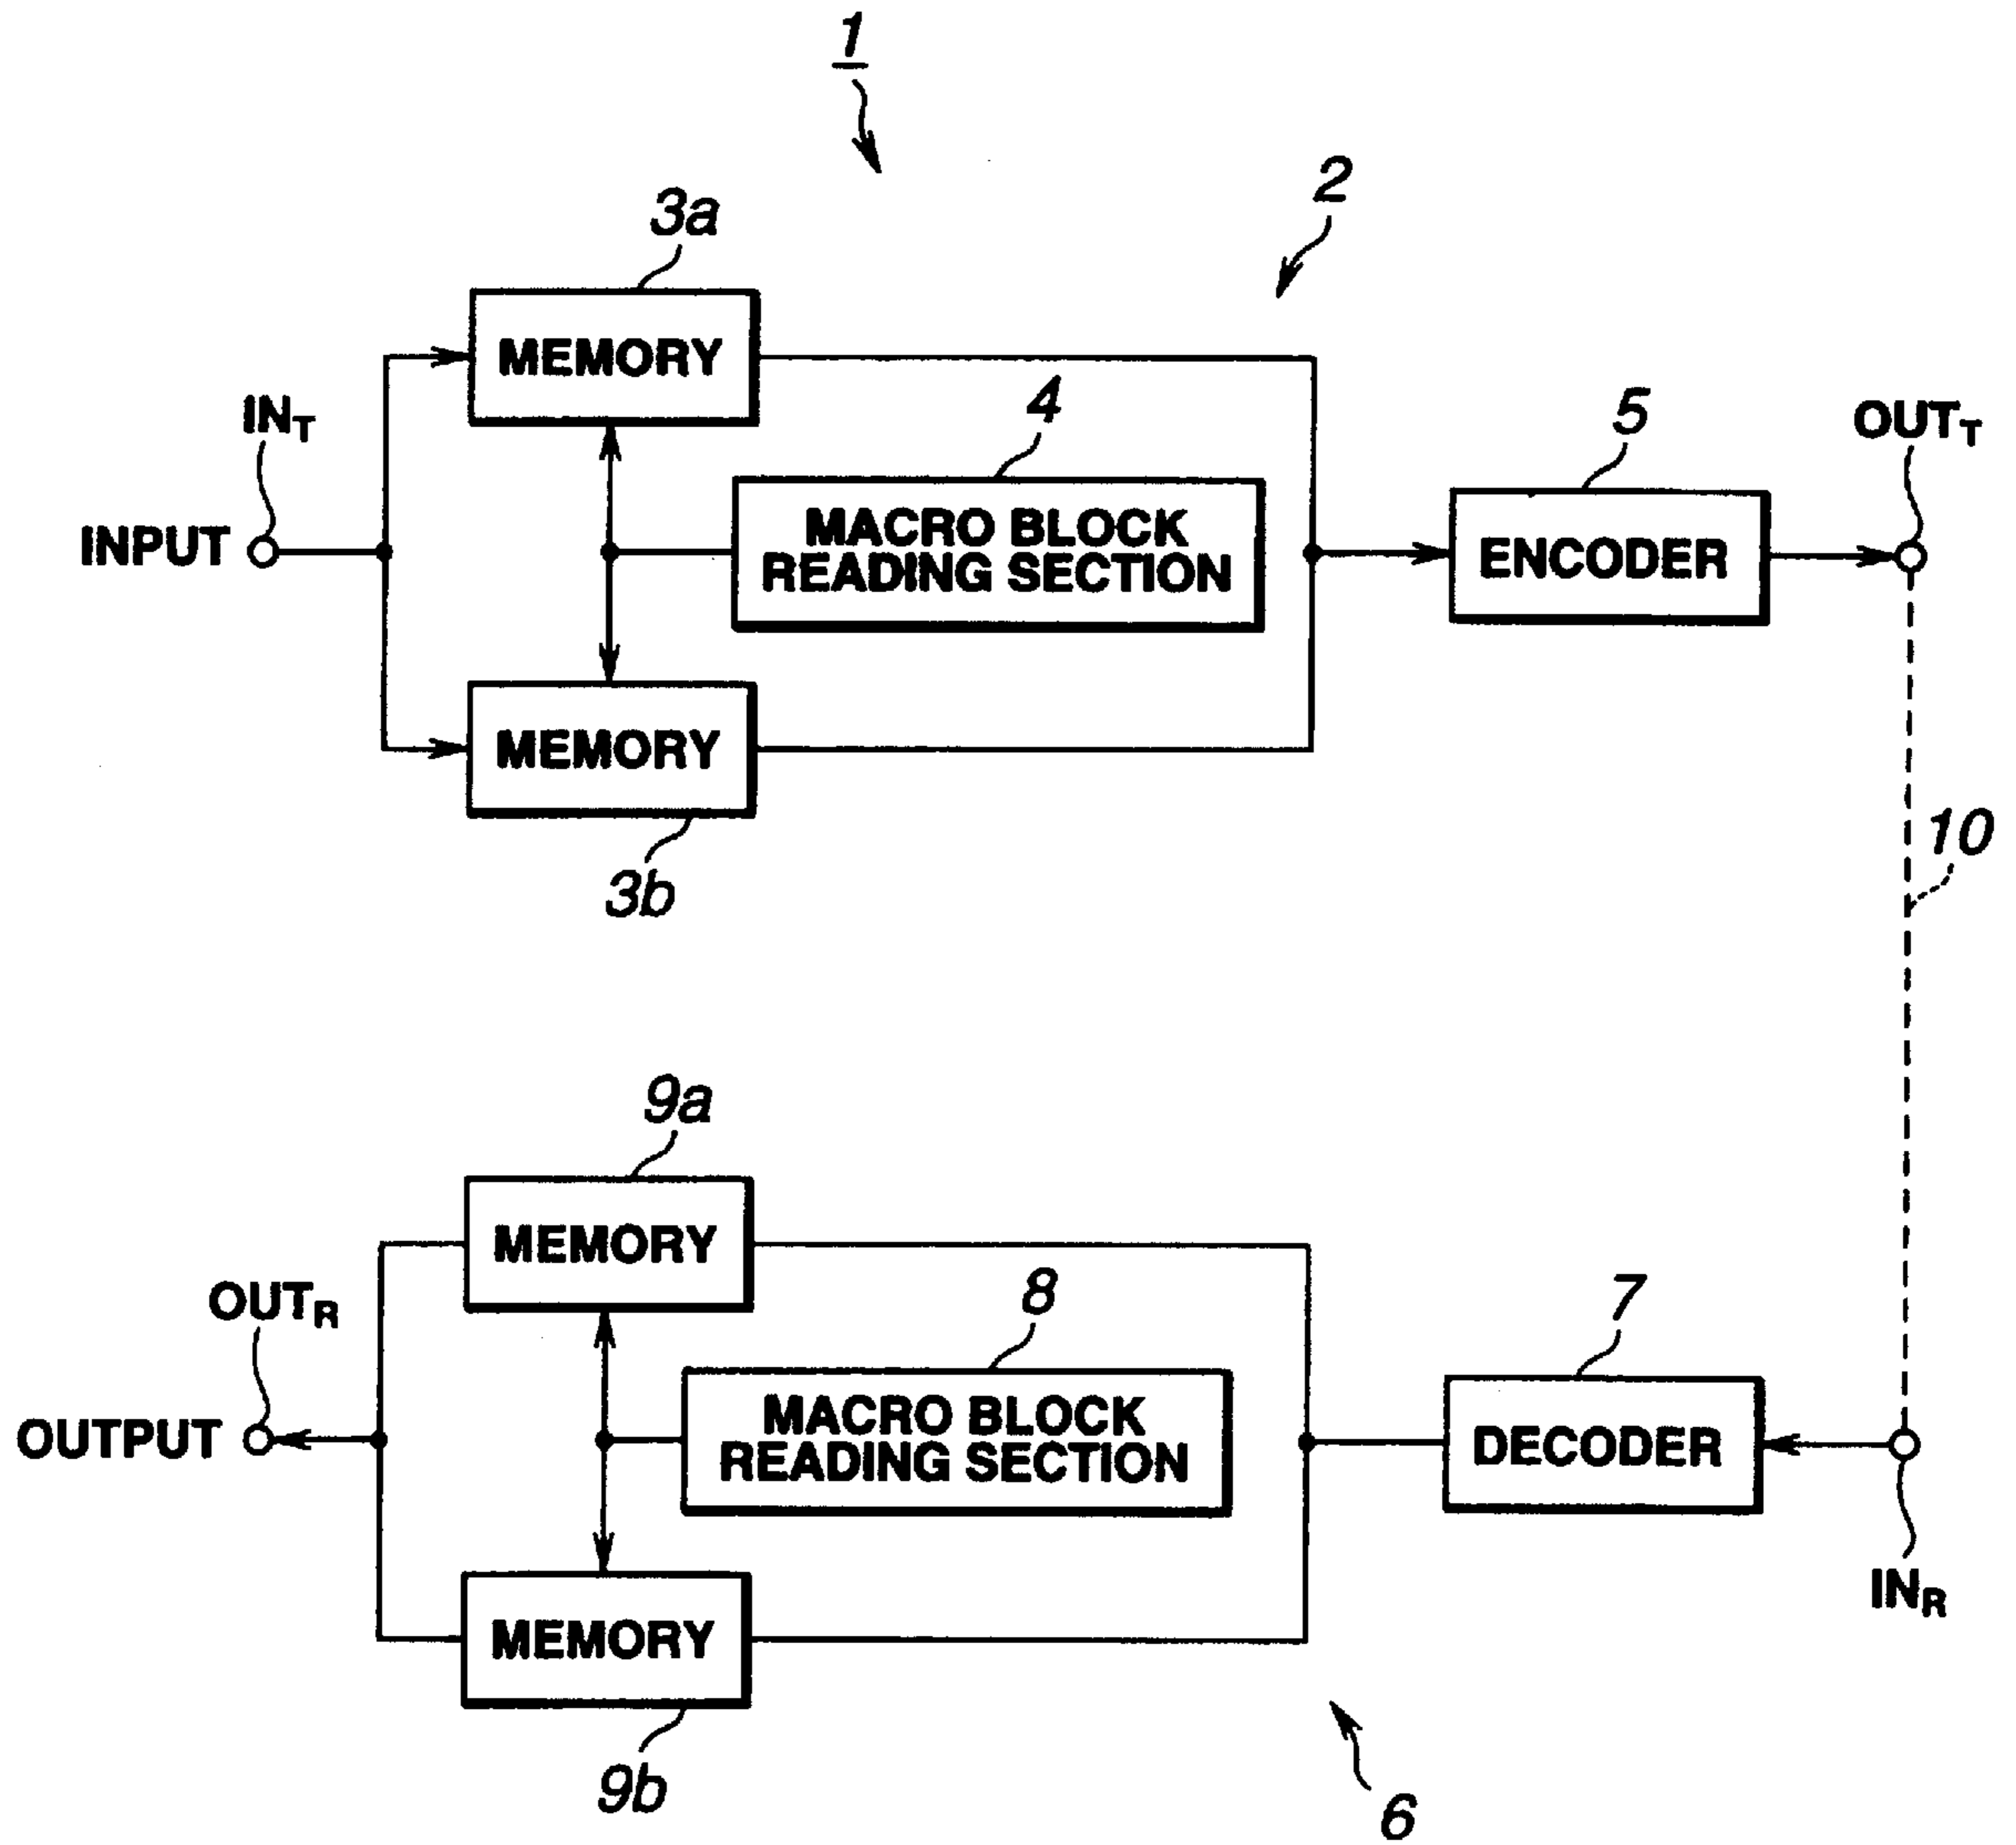 1
2
3a
MEMORY
IN_T
4
5
OUT_T
INPUT
MACRO BLOCK
READING SECTION
ENCODER
MEMORY
3b
10
9a
MEMORY
OUT_R
8
7
OUTPUT
MACRO BLOCK
READING SECTION
DECODER
IN_R
MEMORY
9b
6